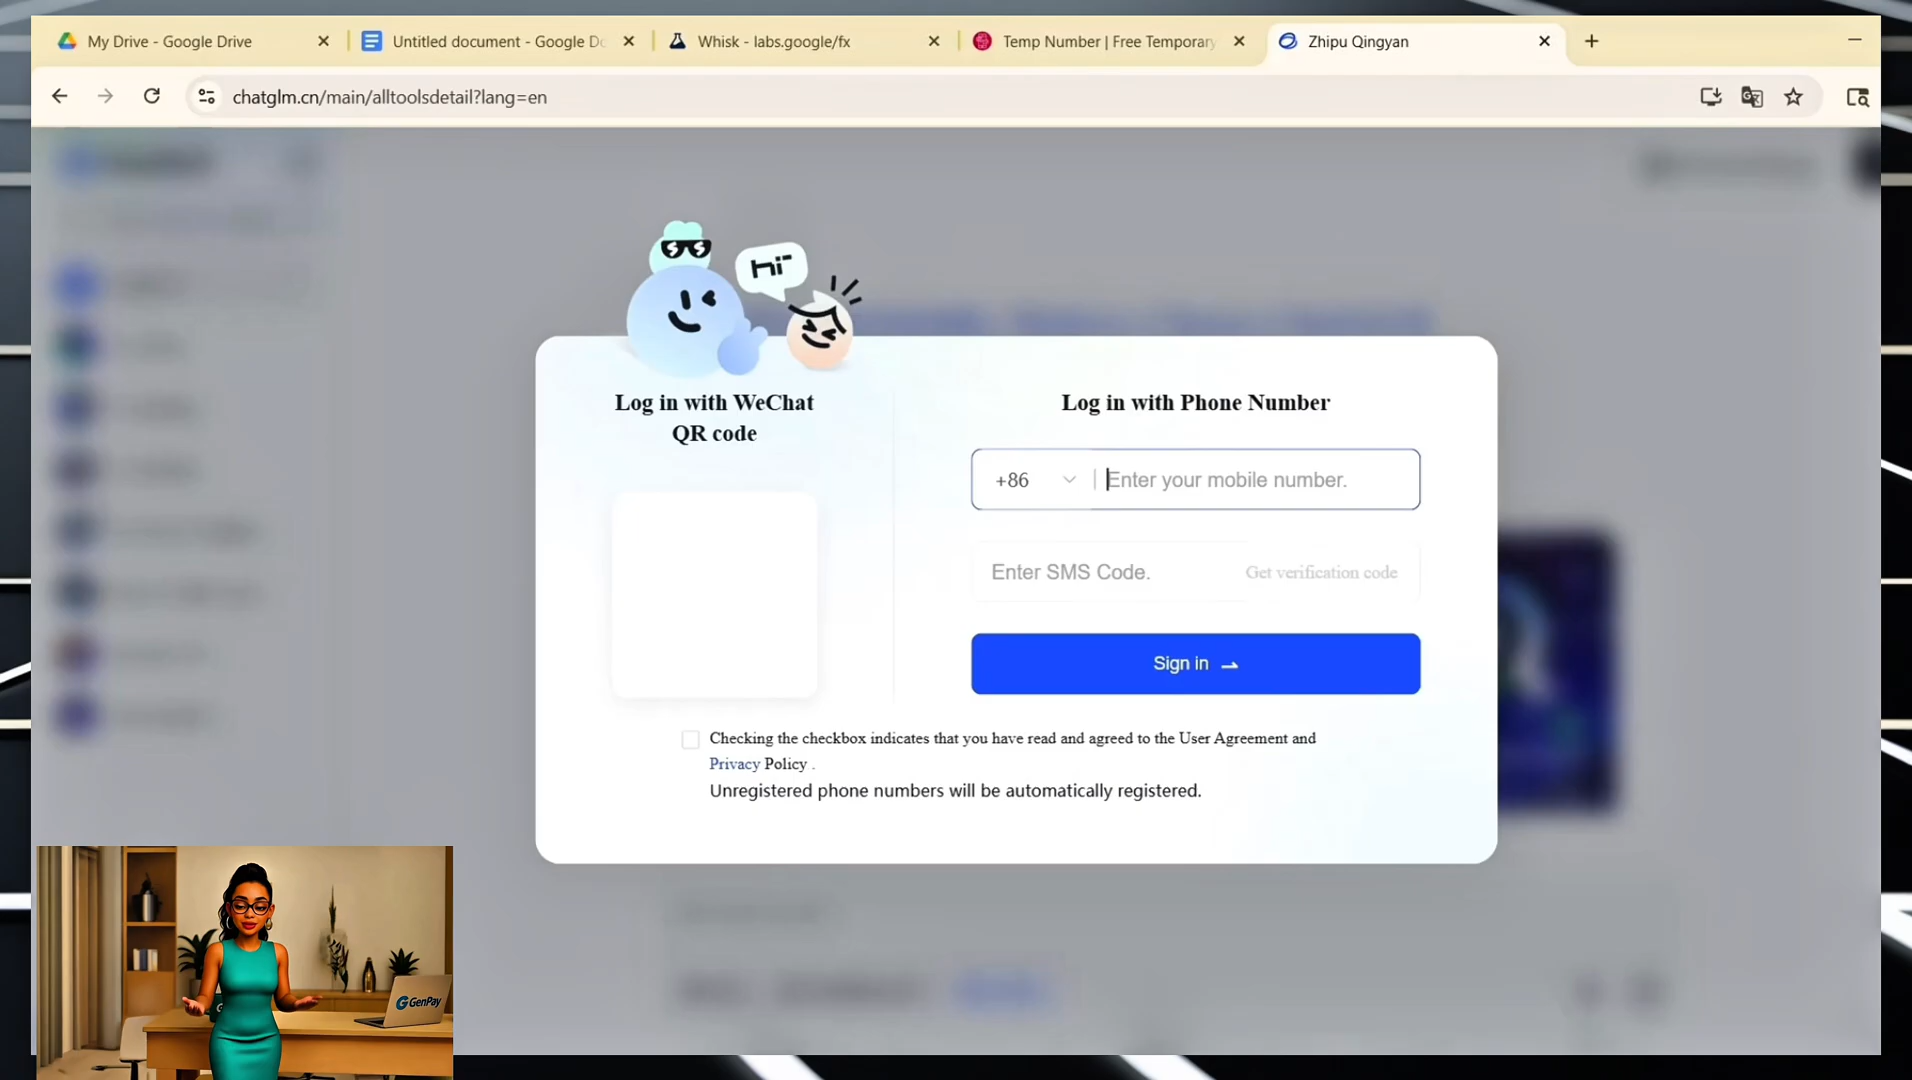 My Drive - Google Drive
Untitled document - Google Do
Whisk - labs.google/fx
Temp Number | Free Temporary
Zhipu Qingyan
chatglm.cn/main/alltoolsdetail?lang=en
hi
Log in with WeChat
QR code
Log in with Phone Number
+86
Enter your mobile number.
Enter SMS Code.
Get verification code
Sign in
Checking the checkbox indicates that you have read and agreed to the User Agreement and
Privacy Policy .
Unregistered phone numbers will be automatically registered.
GenPay